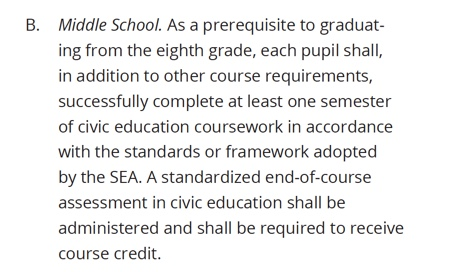 B. Middle School. As a prerequisite to graduat-
ing from the eighth grade, each pupil shall,
in addition to other course requirements,
successfully complete at least one semester
of civic education coursework in accordance
with the standards or framework adopted
by the SEA. A standardized end-of-course
assessment in civic education shall be
administered and shall be required to receive
course credit.